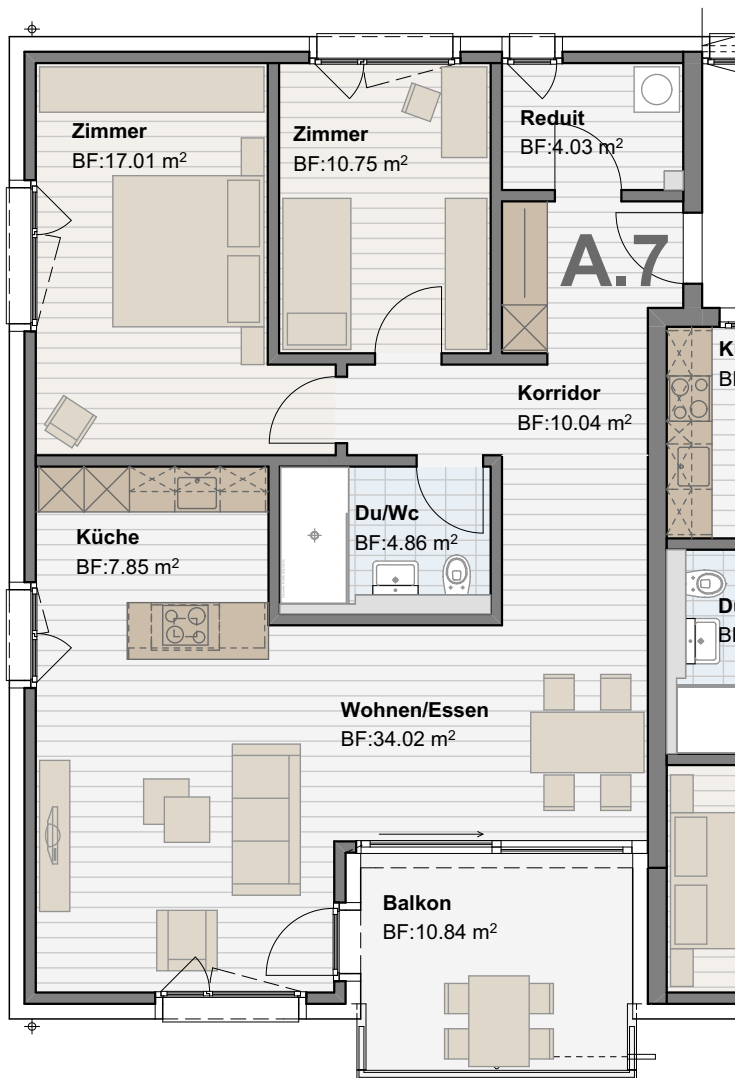 Zimmer
BF:17.01 m²
Zimmer
BF:10.75 m²
Reduit
BF:4.03 m²
A.7
Korridor
BF:10.04 m²
Küche
BF:7.85 m²
Du/Wc
BF:4.86 m²
Wohnen/Essen
BF:34.02 m²
Balkon
BF:10.84 m²